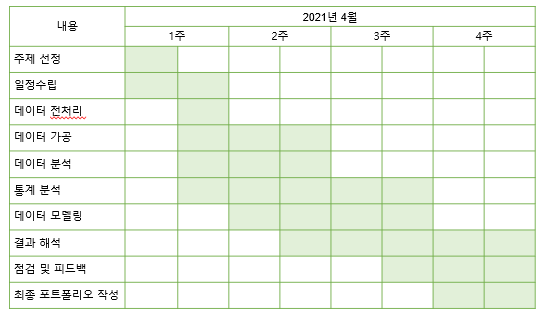 내용
2021년 4월
1주 2주 3주 4주
주제 선정
일정수립
데이터 전처리
데이터 가공
데이터 분석
통계 분석
데이터 모델링
결과 해석
점검 및 피드백
최종 포트폴리오 작성